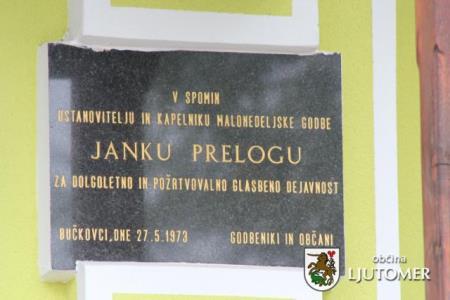 V SPOMIN
USTANOVITELJU IN KAPELNIKU MALONEDELJSKE GODBE
JANKU PRELOGU
ZA DOLGOLETNO IN POŽRTVOVALNO GLASBENO DEJAVNOST
BUČKOVCI, DNE 27.5.1973 GODBENIKI IN OBČANI
občina
LJUTOMER